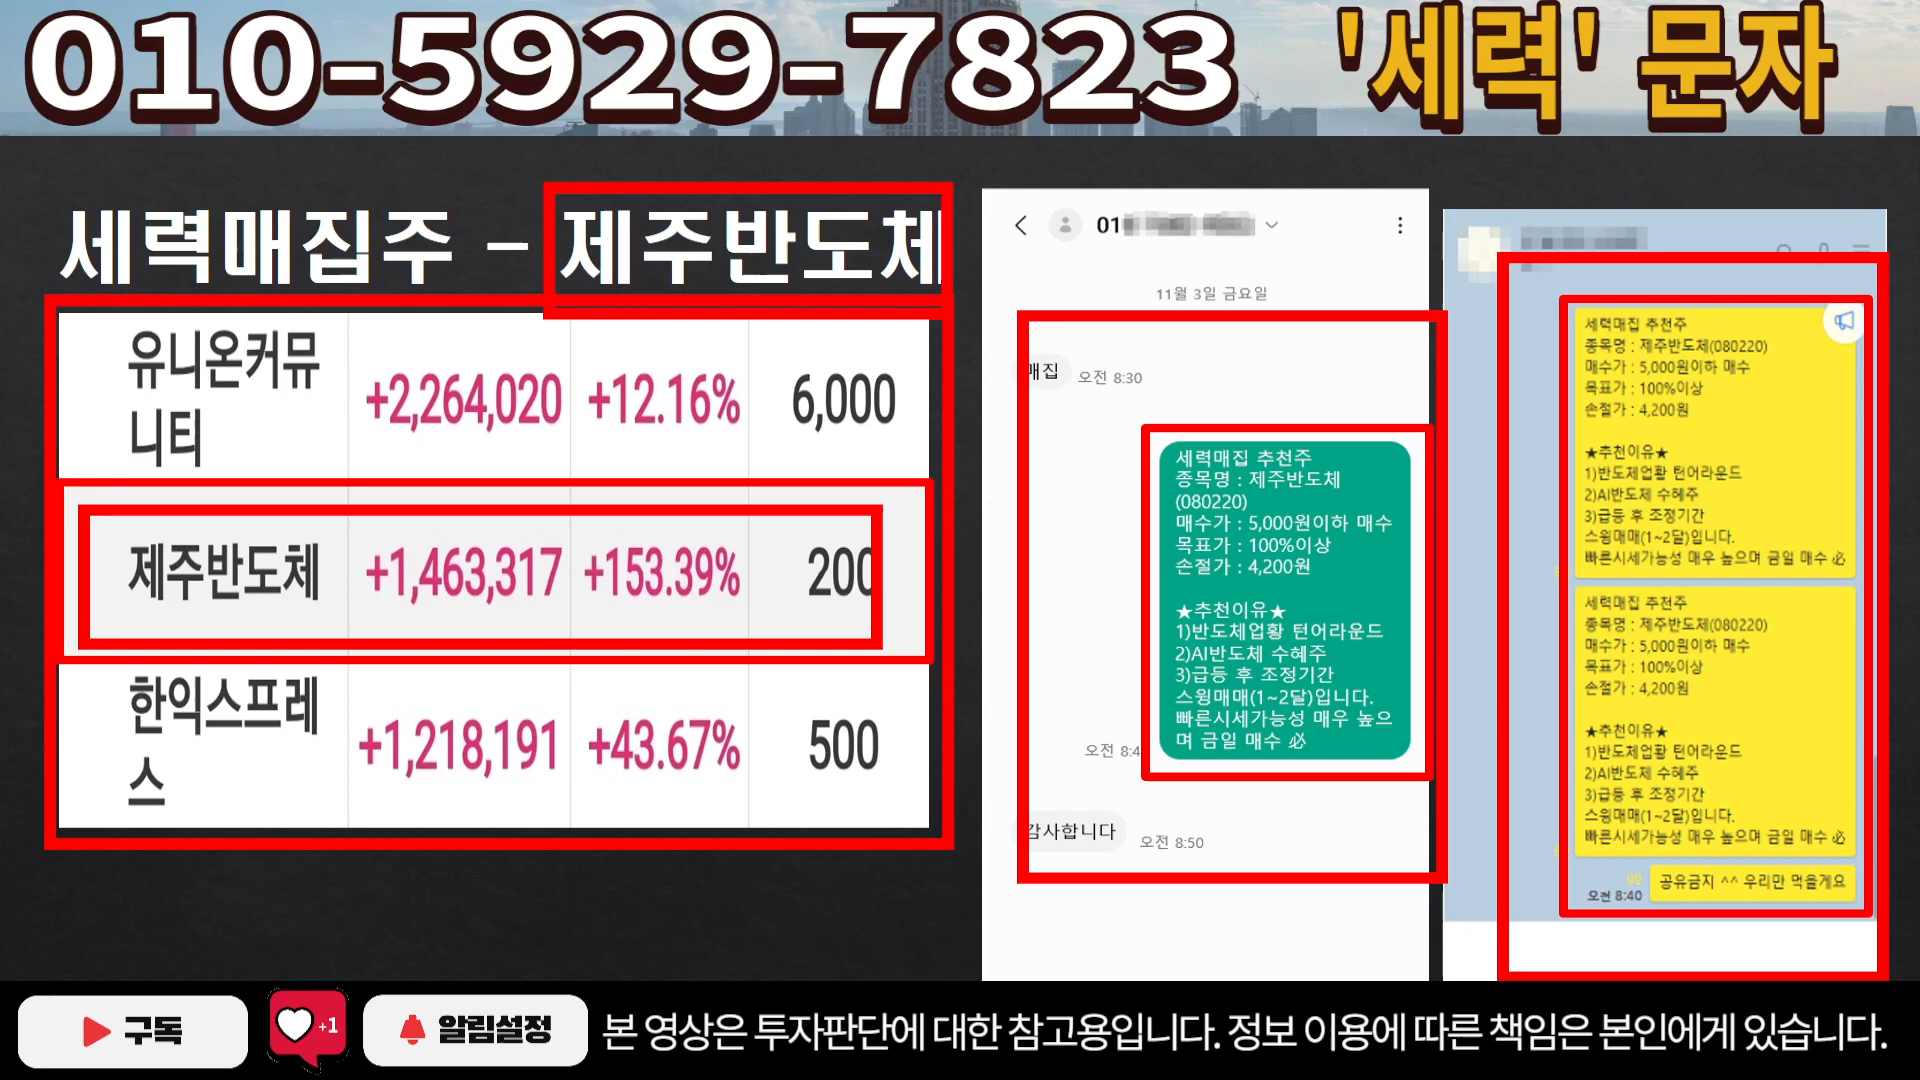 010-5929-7823 '세력' 문자
세력매집주 - 제주반도체
유니온커뮤
니티
+2,264,020 +12.16% 6,000
제주반도체 +1,463,317 +153.39% 200
한익스프레
스
+1,218,191 +43.67% 500
11월 3일 금요일
매집 오전 8:30
세력매집 추천주
종목명 : 제주반도체
(080220)
매수가 : 5,000원이하 매수
목표가 : 100%이상
손절가 : 4,200원
★추천이유★
1)반도체업황 턴어라운드
2)AI반도체 수혜주
3)급등 후 조정기간
스윙매매(1~2달)입니다.
빠른시세가능성 매우 높으
며 금일 매수 必
오전 8:4
감사합니다 오전 8:50
세력매집 추천주
종목명 : 제주반도체(080220)
매수가 : 5,000원이하 매수
목표가 : 100%이상
손절가 : 4,200원
★추천이유★
1)반도체업황 턴어라운드
2)AI반도체 수혜주
3)급등 후 조정기간
스윙매매(1~2달)입니다.
빠른시세가능성 매우 높으며 금일 매수 必
세력매집 추천주
종목명 : 제주반도체(080220)
매수가 : 5,000원이하 매수
목표가 : 100%이상
손절가 : 4,200원
★추천이유★
1)반도체업황 턴어라운드
2)AI반도체 수혜주
3)급등 후 조정기간
스윙매매(1~2달)입니다.
빠른시세가능성 매우 높으며 금일 매수 必
공유금지 ^^ 우리만 먹을게요
오전 8:40
구독 +1 알림설정 본 영상은 투자판단에 대한 참고용입니다. 정보 이용에 따른 책임은 본인에게 있습니다.